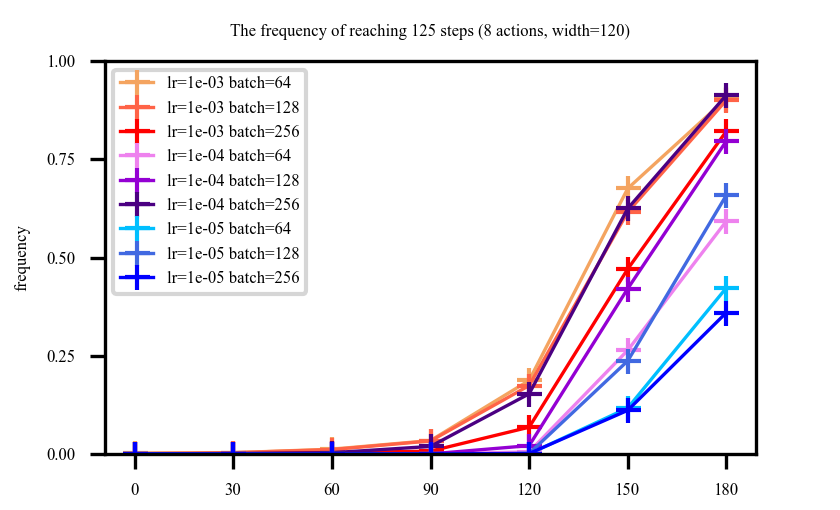 The frequency of reaching 125 steps (8 actions, width=120)
frequency
1.00
0.75
0.50
0.25
0.00
lr=1e-03 batch=64
lr=1e-03 batch=128
lr=1e-03 batch=256
lr=1e-04 batch=64
lr=1e-04 batch=128
lr=1e-04 batch=256
lr=1e-05 batch=64
lr=1e-05 batch=128
lr=1e-05 batch=256
0 30 60 90 120 150 180